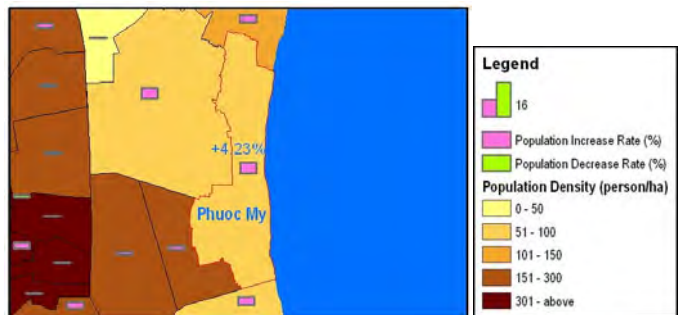 +4.23%
Phuoc My
Legend
16
Population Increase Rate (%)
Population Decrease Rate (%)
Population Density (person/ha)
0 - 50
51 - 100
101 - 150
151 - 300
301 - above